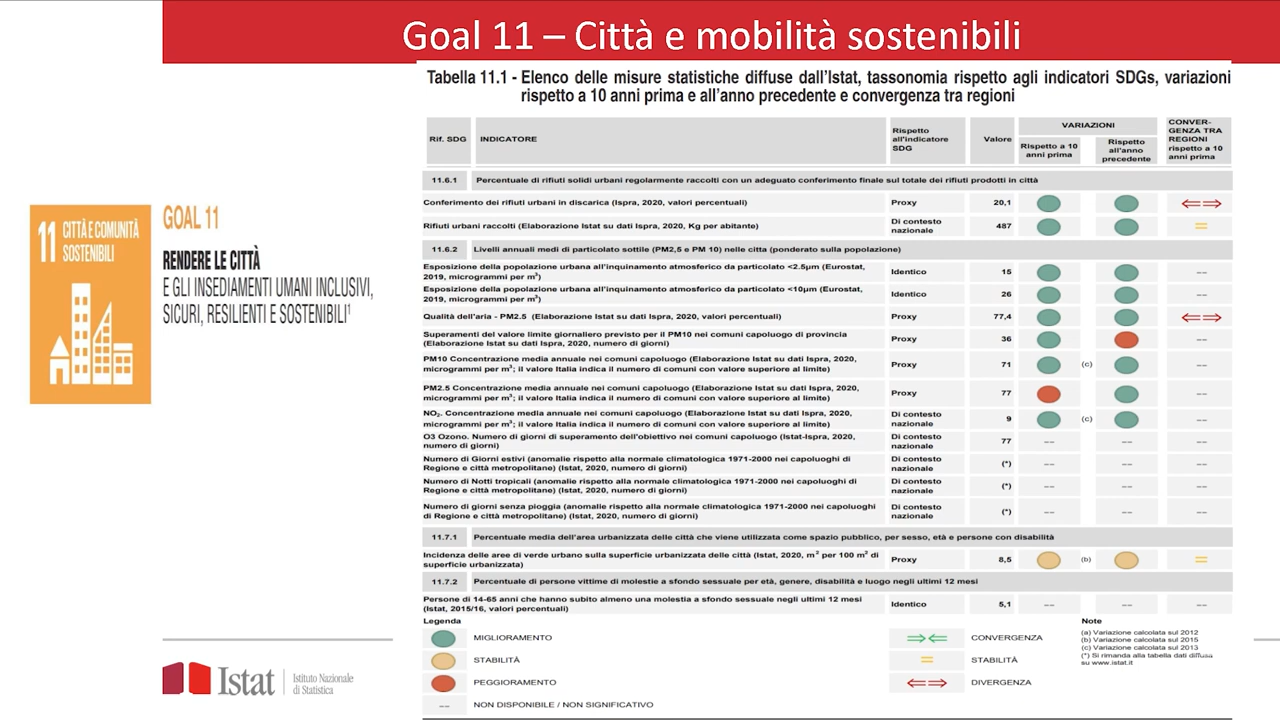 Goal 11 – Città e mobilità sostenibili
Tabella 11.1 - Elenco delle misure statistiche diffuse dall'Istat, tassonomia rispetto agli indicatori SDGs, variazioni
rispetto a 10 anni prima e all'anno precedente e convergenza tra regioni
11 CITTÀ E COMUNITÀ
SOSTENIBILI
GOAL 11
RENDERE LE CITTÀ
E GLI INSEDIAMENTI UMANI INCLUSIVI,
SICURI, RESILIENTI E SOSTENIBILI¹
Rif. SDG INDICATORE Rispetto all'indicatore SDG Valore VARIAZIONI Rispetto a 10 anni prima Rispetto all'anno precedente CONVER-GENZA TRA REGIONI rispetto a 10 anni prima
11.6.1 Percentuale di rifiuti solidi urbani regolarmente raccolti con un adeguato conferimento finale sul totale dei rifiuti prodotti in città
Conferimento dei rifiuti urbani in discarica (Ispra, 2020, valori percentuali) Proxy 20,1
Rifiuti urbani raccolti (Elaborazione Istat su dati Ispra, 2020, Kg per abitante) Di contesto nazionale 487 =
11.6.2 Livelli annuali medi di particolato sottile (PM2,5 e PM 10) nelle citta (ponderato sulla popolazione)
Esposizione della popolazione urbana all'inquinamento atmosferico da particolato <2.5µm (Eurostat,
2019, microgrammi per m³) Identico 15 --
Esposizione della popolazione urbana all'inquinamento atmosferico da particolato <10µm (Eurostat,
2019, microgrammi per m³) Identico 26 --
Qualità dell'aria - PM2.5 (Elaborazione Istat su dati Ispra, 2020, valori percentuali) Proxy 77,4
Superamenti del valore limite giornaliero previsto per il PM10 nei comuni capoluogo di provincia
(Elaborazione Istat su dati Ispra, 2020, numero di giorni) Proxy 36 --
PM10 Concentrazione media annuale nei comuni capoluogo (Elaborazione Istat su dati Ispra, 2020,
microgrammi per m³; il valore Italia indica il numero di comuni con valore superiore al limite) Proxy 71 (c) --
PM2.5 Concentrazione media annuale nei comuni capoluogo (Elaborazione Istat su dati Ispra, 2020,
microgrammi per m³; il valore Italia indica il numero di comuni con valore superiore al limite) Proxy 77 --
NO₂. Concentrazione media annuale nei comuni capoluogo (Elaborazione Istat su dati Ispra, 2020,
microgrammi per m³; il valore Italia indica il numero di comuni con valore superiore al limite) Di contesto nazionale 9 (c) --
O3 Ozono. Numero di giorni di superamento dell'obiettivo nei comuni capoluogo (Istat-Ispra, 2020,
numero di giorni) Di contesto nazionale 77 -- -- --
Numero di Giorni estivi (anomalie rispetto alla normale climatologica 1971-2000 nei capoluoghi di
Regione e città metropolitane) (Istat, 2020, numero di giorni) Di contesto nazionale (*) -- -- --
Numero di Notti tropicali (anomalie rispetto alla normale climatologica 1971-2000 nei capoluoghi di
Regione e città metropolitane) (Istat, 2020, numero di giorni) Di contesto nazionale (*) -- -- --
Numero di giorni senza pioggia (anomalie rispetto alla normale climatologica 1971-2000 nei capoluoghi
di Regione e città metropolitane) (Istat, 2020, numero di giorni) Di contesto nazionale (*) -- -- --
11.7.1 Percentuale media dell'area urbanizzata delle città che viene utilizzata come spazio pubblico, per sesso, età e persone con disabilità
Incidenza delle aree di verde urbano sulla superficie urbanizzata delle città (Istat, 2020, m² per 100 m² di
superficie urbanizzata) Proxy 8,5 (b) =
11.7.2 Percentuale di persone vittime di molestie a sfondo sessuale per età, genere, disabilità e luogo negli ultimi 12 mesi
Persone di 14-65 anni che hanno subito almeno una molestia a sfondo sessuale negli ultimi 12 mesi
(Istat, 2015/16, valori percentuali) Identico 5,1 -- -- --
Legenda
MIGLIORAMENTO
STABILITÀ
PEGGIORAMENTO
-- NON DISPONIBILE / NON SIGNIFICATIVO
CONVERGENZA
= STABILITÀ
DIVERGENZA
Note
(a) Variazione calcolata sul 2012
(b) Variazione calcolata sul 2015
(c) Variazione calcolata sul 2013
(*) Si rimanda alla tabella dati diffusa
su www.istat.it
Istat
Istituto Nazionale
di Statistica